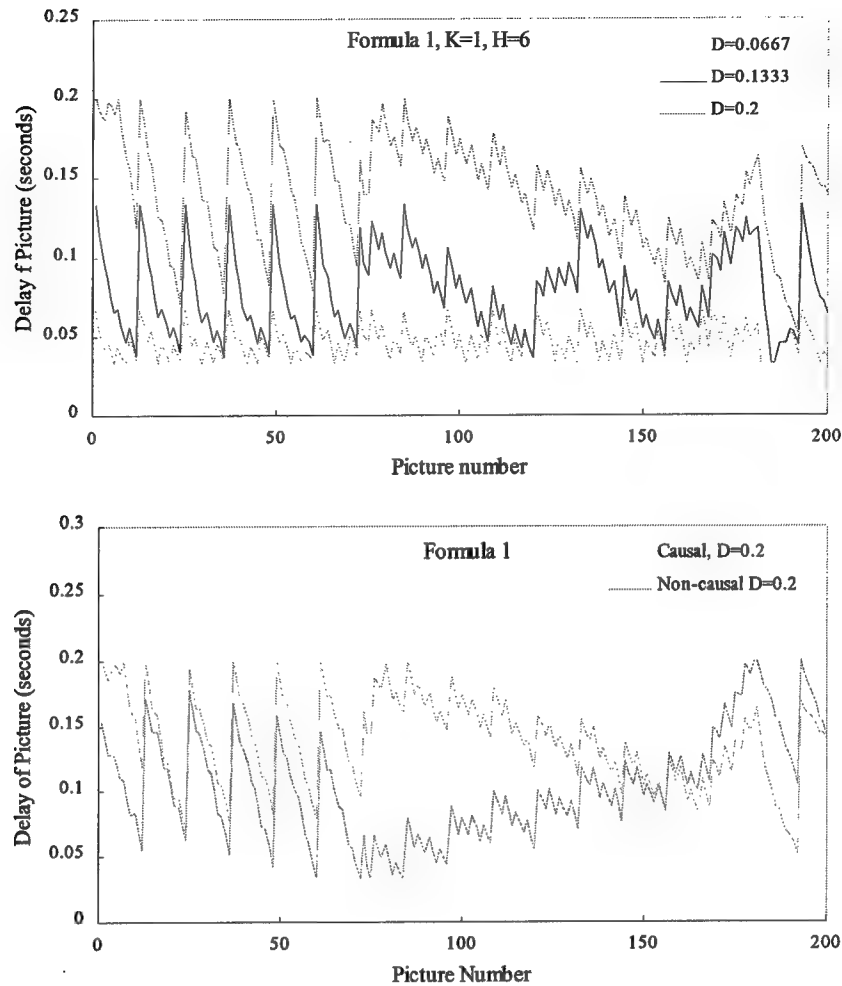 Formula 1, K=1, H=6
D=0.0667
D=0.1333
D=0.2
Delay f Picture (seconds)
0.25
0.2
0.15
0.1
0.05
0
0 50 100 150 200
Picture number
Formula 1
Causal, D=0.2
Non-causal D=0.2
Delay of Picture (seconds)
0.3
0.25
0.2
0.15
0.1
0.05
0
0 50 100 150 200
Picture Number